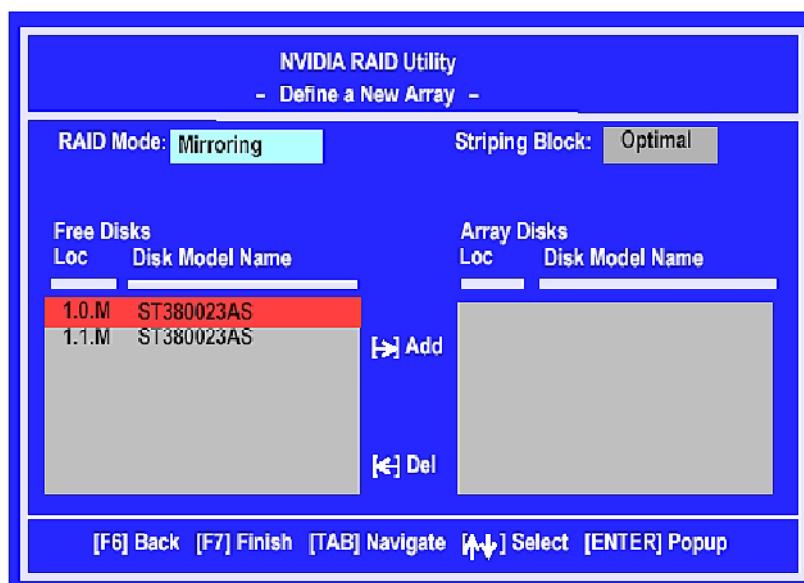 NVIDIA RAID Utility
- Define a New Array -
RAID Mode: Mirroring
Striping Block: Optimal
Free Disks
Loc Disk Model Name
Array Disks
Loc Disk Model Name
1.0.M ST380023AS
1.1.M ST380023AS
[→] Add
[←] Del
[F6] Back [F7] Finish [TAB] Navigate [↑↓] Select [ENTER] Popup